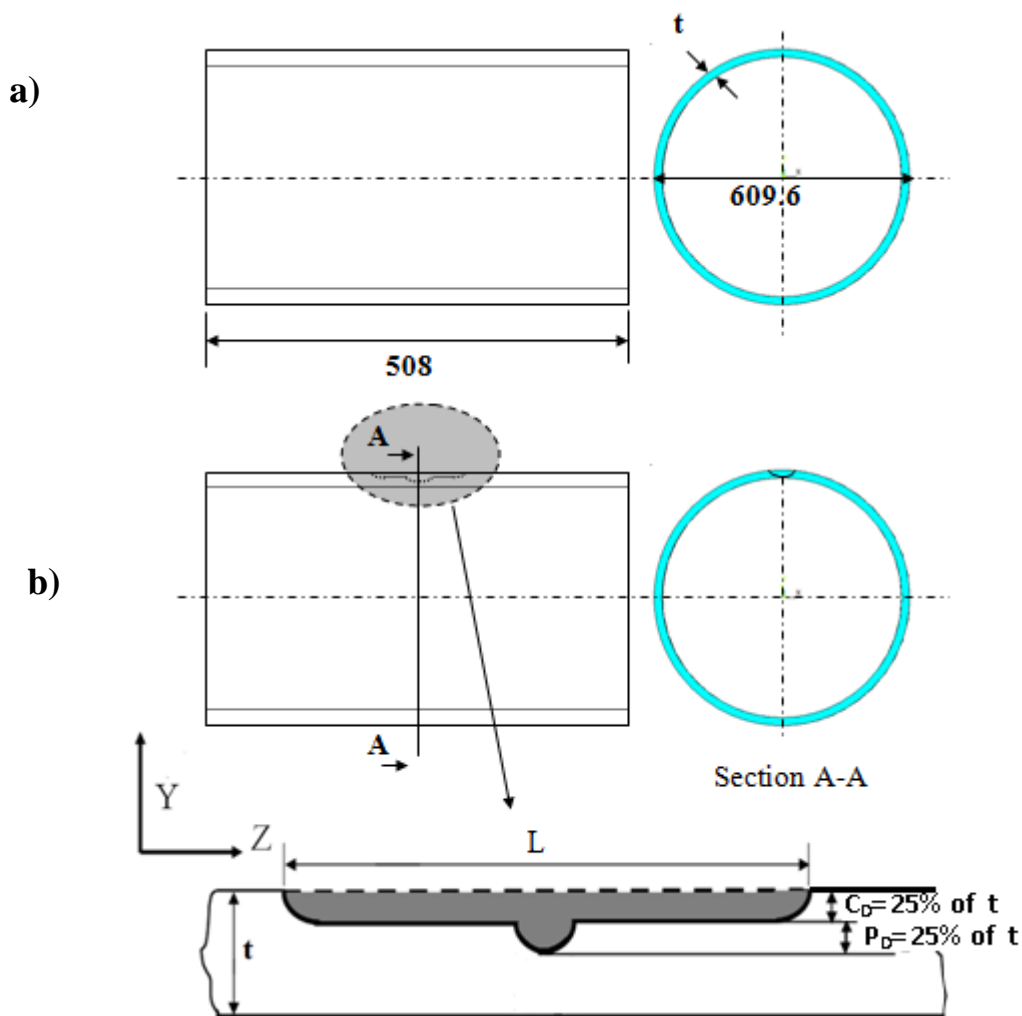 a)
t
609.6
508
A
b)
A
Section A-A
Y
Z
L
t
C_D=25% of t
P_D=25% of t